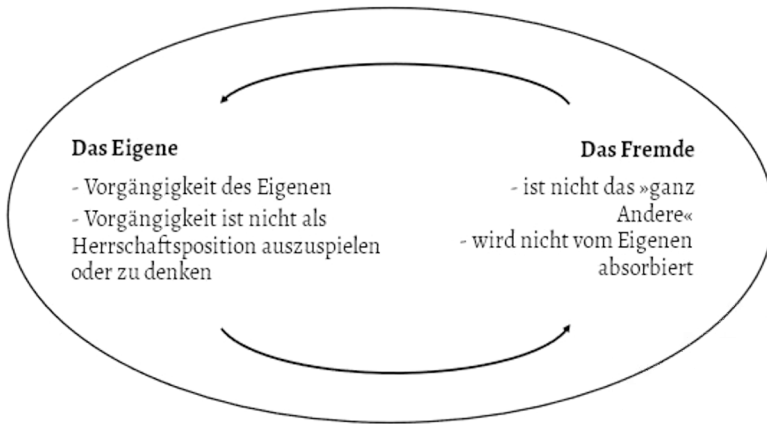 Das Eigene
- Vorgängigkeit des Eigenen
- Vorgängigkeit ist nicht als
Herrschaftsposition auszuspielen
oder zu denken
Das Fremde
- ist nicht das »ganz
Andere«
- wird nicht vom Eigenen
absorbiert